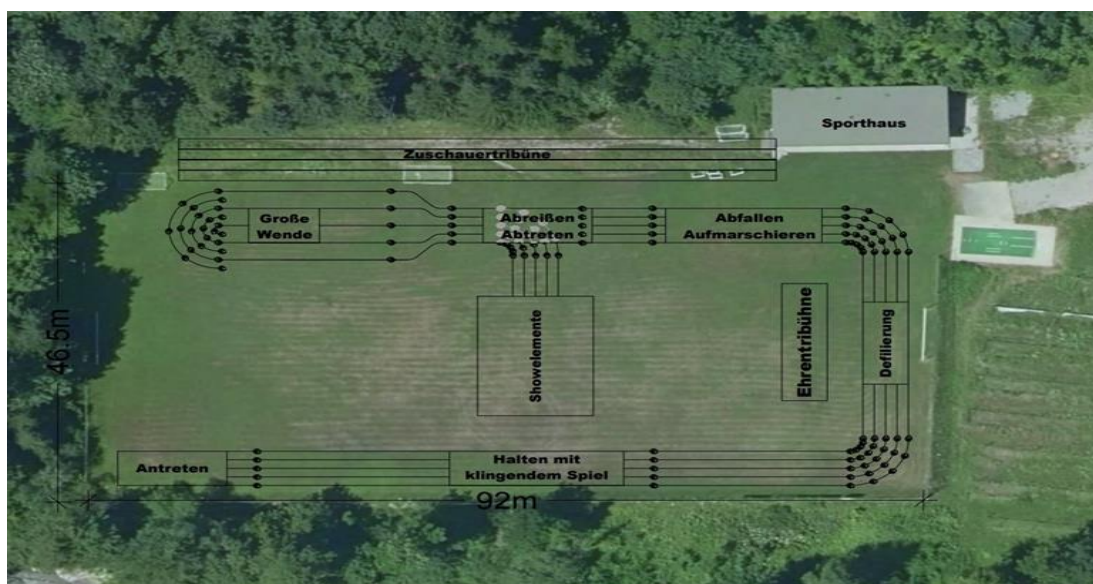 Sporthaus
Zuschauertribüne
Große
Wende
Abreißen
Abtreten
Abfallen
Aufmarschieren
46.5m
Showelemente
Ehrentribühne
Defilierung
Antreten
Halten mit
klingendem Spiel
92m